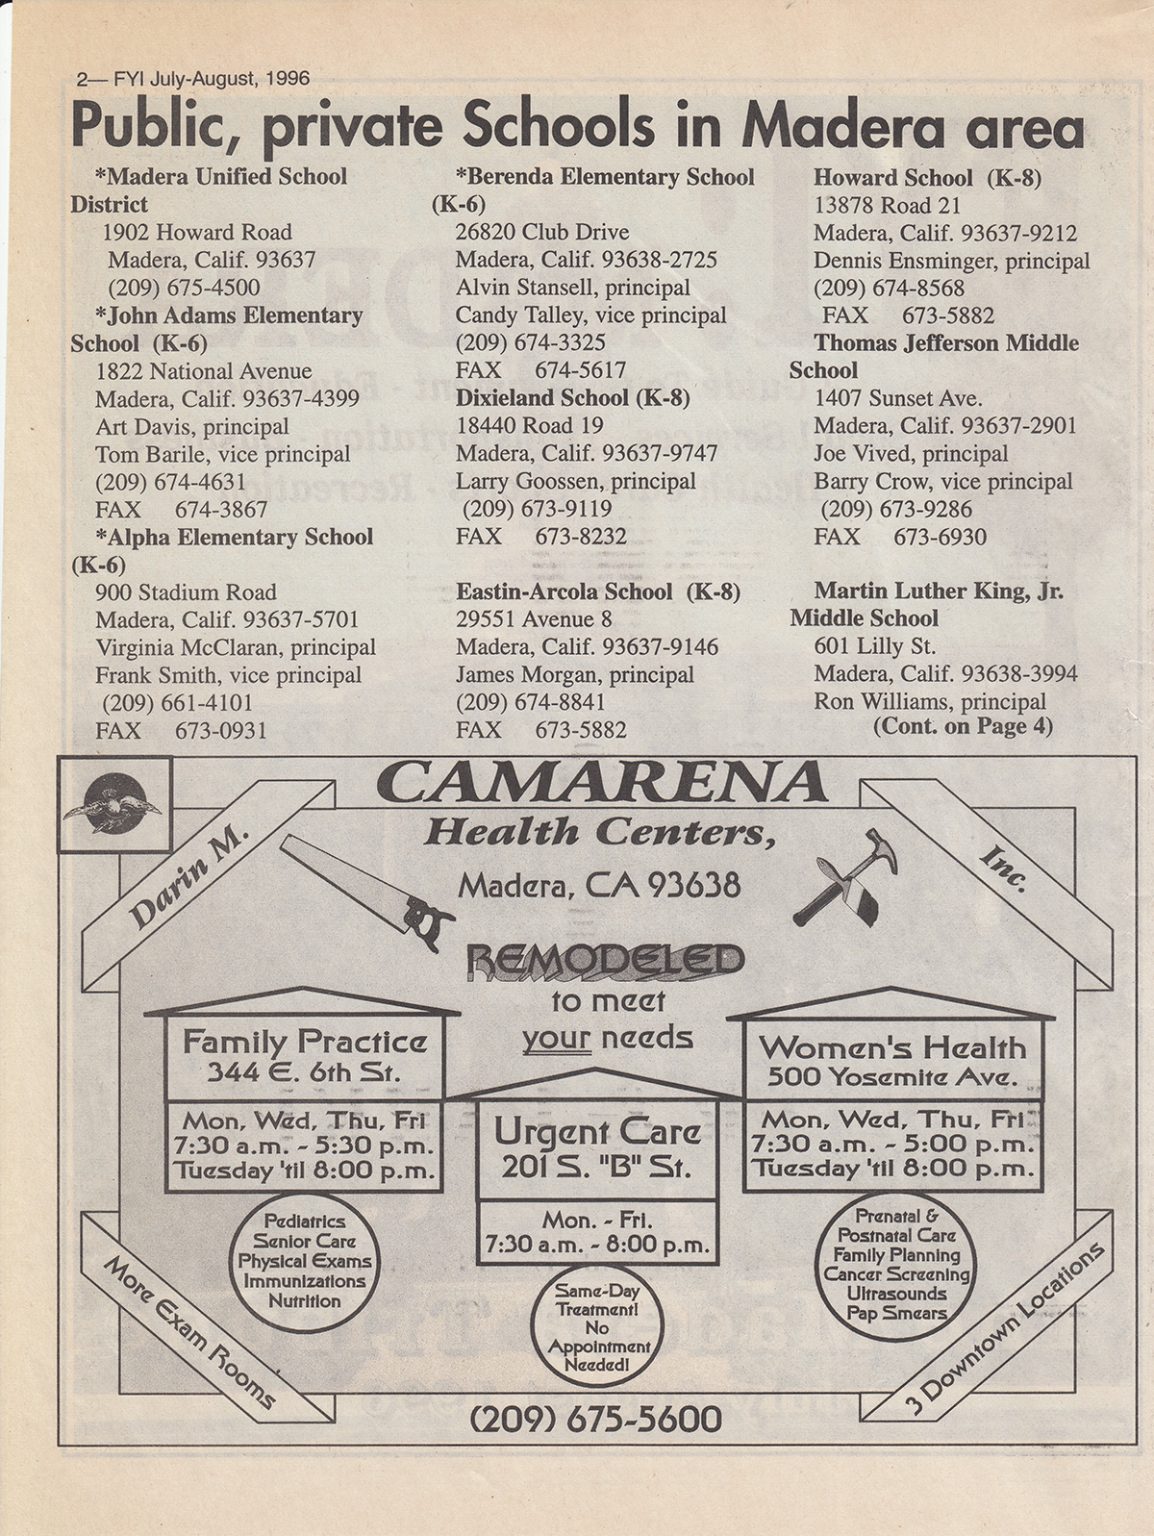 2— FYI July-August, 1996
Public, private Schools in Madera area
*Madera Unified School
District
1902 Howard Road
Madera, Calif. 93637
(209) 675-4500
*John Adams Elementary
School (K-6)
1822 National Avenue
Madera, Calif. 93637-4399
Art Davis, principal
Tom Barile, vice principal
(209) 674-4631
FAX 674-3867
*Alpha Elementary School
(K-6)
900 Stadium Road
Madera, Calif. 93637-5701
Virginia McClaran, principal
Frank Smith, vice principal
(209) 661-4101
FAX 673-0931
*Berenda Elementary School
(K-6)
26820 Club Drive
Madera, Calif. 93638-2725
Alvin Stansell, principal
Candy Talley, vice principal
(209) 674-3325
FAX 674-5617
Dixieland School (K-8)
18440 Road 19
Madera, Calif. 93637-9747
Larry Goossen, principal
(209) 673-9119
FAX 673-8232
Eastin-Arcola School (K-8)
29551 Avenue 8
Madera, Calif. 93637-9146
James Morgan, principal
(209) 674-8841
FAX 673-5882
Howard School (K-8)
13878 Road 21
Madera, Calif. 93637-9212
Dennis Ensminger, principal
(209) 674-8568
FAX 673-5882
Thomas Jefferson Middle
School
1407 Sunset Ave.
Madera, Calif. 93637-2901
Joe Vived, principal
Barry Crow, vice principal
(209) 673-9286
FAX 673-6930
Martin Luther King, Jr.
Middle School
601 Lilly St.
Madera, Calif. 93638-3994
Ron Williams, principal
(Cont. on Page 4)
Darin M.
CAMARENA
Health Centers,
Inc.
Madera, CA 93638
REMODELED
to meet
your needs
Family Practice
344 E. 6th St.
Mon, Wed, Thu, Fri
7:30 a.m. - 5:30 p.m.
Tuesday 'til 8:00 p.m.
Pediatrics
Senior Care
Physical Exams
Immunizations
Nutrition
Urgent Care
201 S. "B" St.
Mon. - Fri.
7:30 a.m. - 8:00 p.m.
Same-Day
Treatment!
No
Appointment
Needed!
Women's Health
500 Yosemite Ave.
Mon, Wed, Thu, Fri
7:30 a.m. - 5:00 p.m.
Tuesday 'til 8:00 p.m.
Prenatal &
Postnatal Care
Family Planning
Cancer Screening
Ultrasounds
Pap Smears
More Exam Rooms
3 Downtown Locations
(209) 675-5600